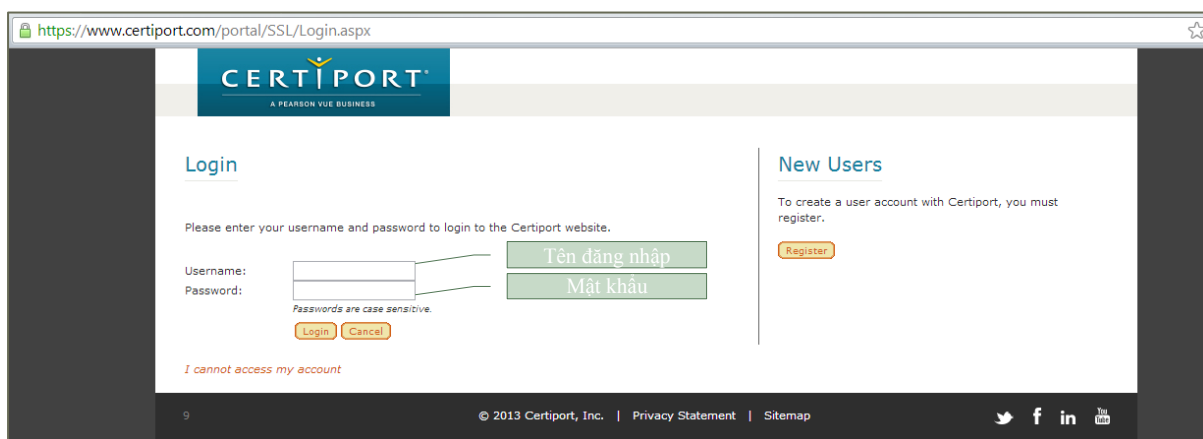 https://www.certiport.com/portal/SSL/Login.aspx
CERTIPORT
A PEARSON VUE BUSINESS
Login
Please enter your username and password to login to the Certiport website.
Username:
Tên đăng nhập
Password:
Mật khẩu
Passwords are case sensitive.
Login Cancel
I cannot access my account
New Users
To create a user account with Certiport, you must
register.
Register
9
© 2013 Certiport, Inc. | Privacy Statement | Sitemap
f in You Tube